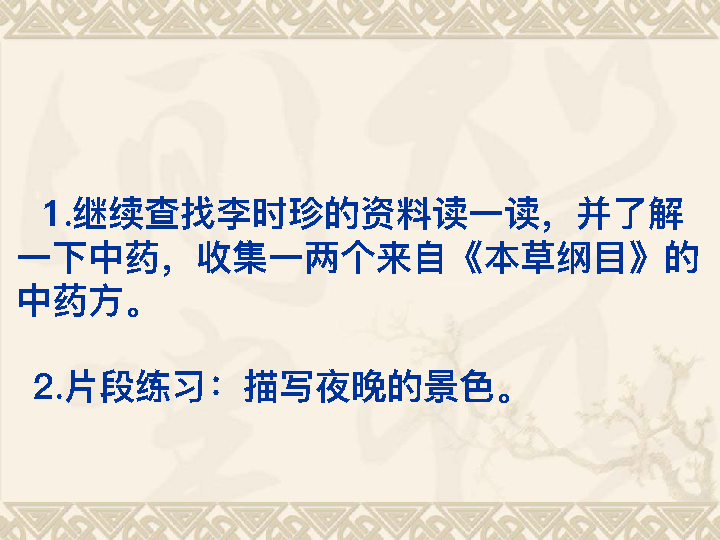 1.继续查找李时珍的资料读一读，并了解
一下中药，收集一两个来自《本草纲目》的
中药方。
2.片段练习：描写夜晚的景色。